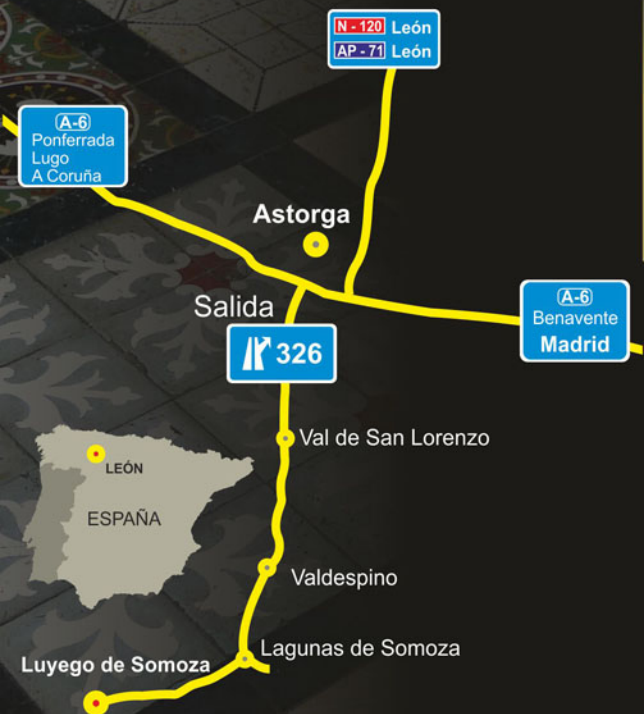 N - 120 León
AP - 71 León
A-6
Ponferrada
Lugo
A Coruña
Astorga
Salida
326
A-6
Benavente
Madrid
Val de San Lorenzo
LEÓN
ESPAÑA
Valdespino
Lagunas de Somoza
Luyego de Somoza